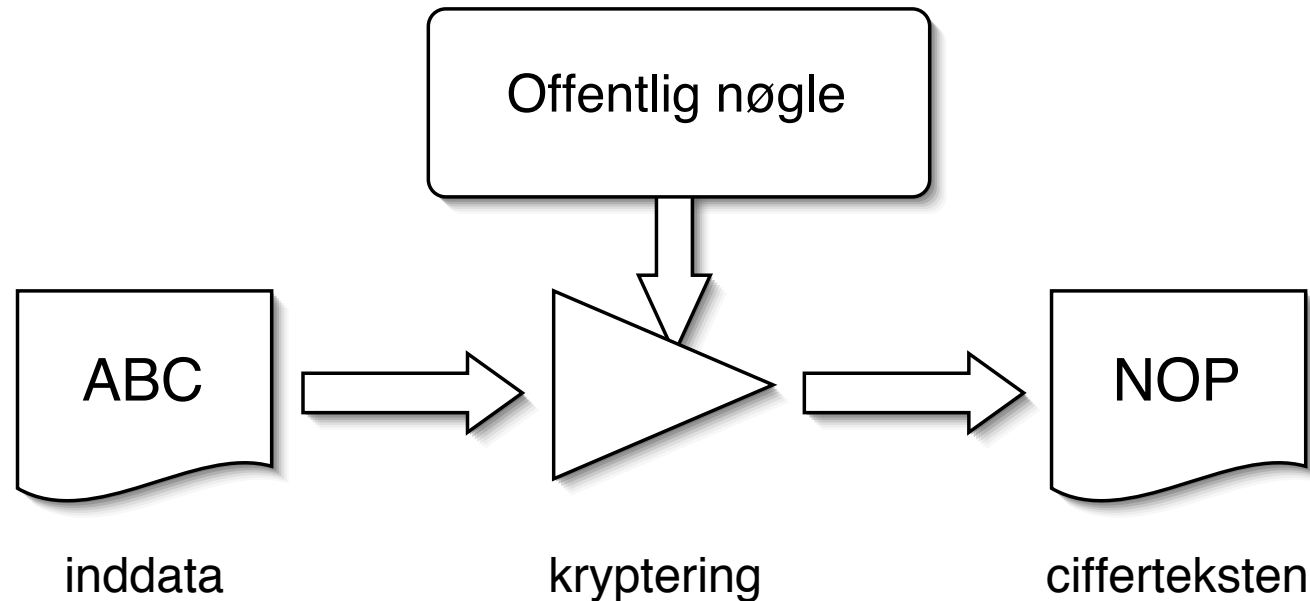 Offentlig nøgle
ABC
NOP
inddata
kryptering
cifferteksten